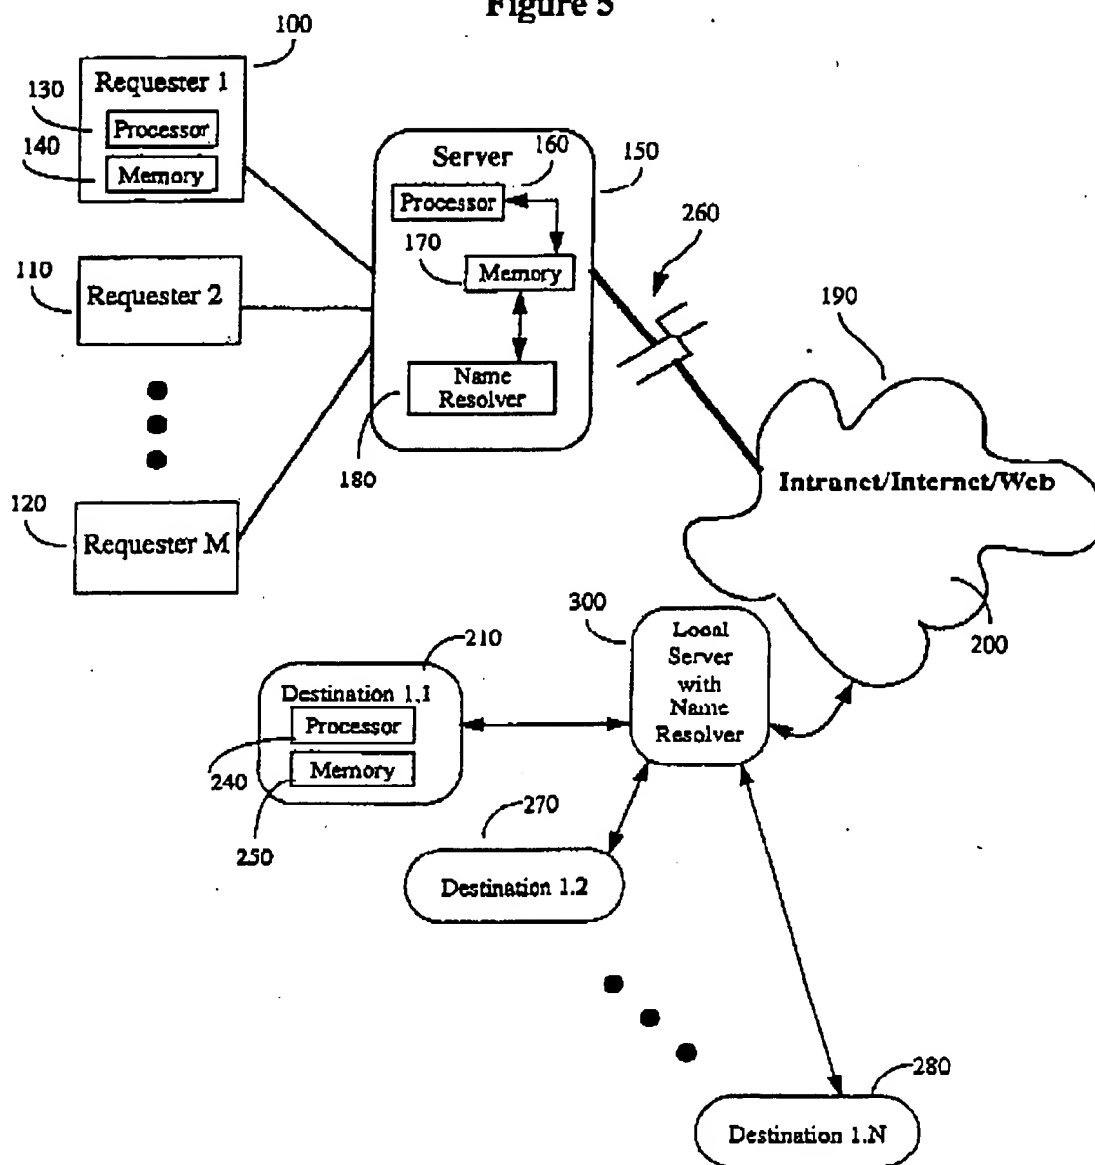 Figure 5
100
Requester 1
130
Processor
140
Memory
110
Requester 2
120
Requester M
Server
160
150
Processor
170
Memory
Name
Resolver
180
260
190
Intranet/Internet/Web
200
300
Local
Server
with
Name
Resolver
210
Destination 1.1
Processor
240
Memory
250
270
Destination 1.2
280
Destination 1.N